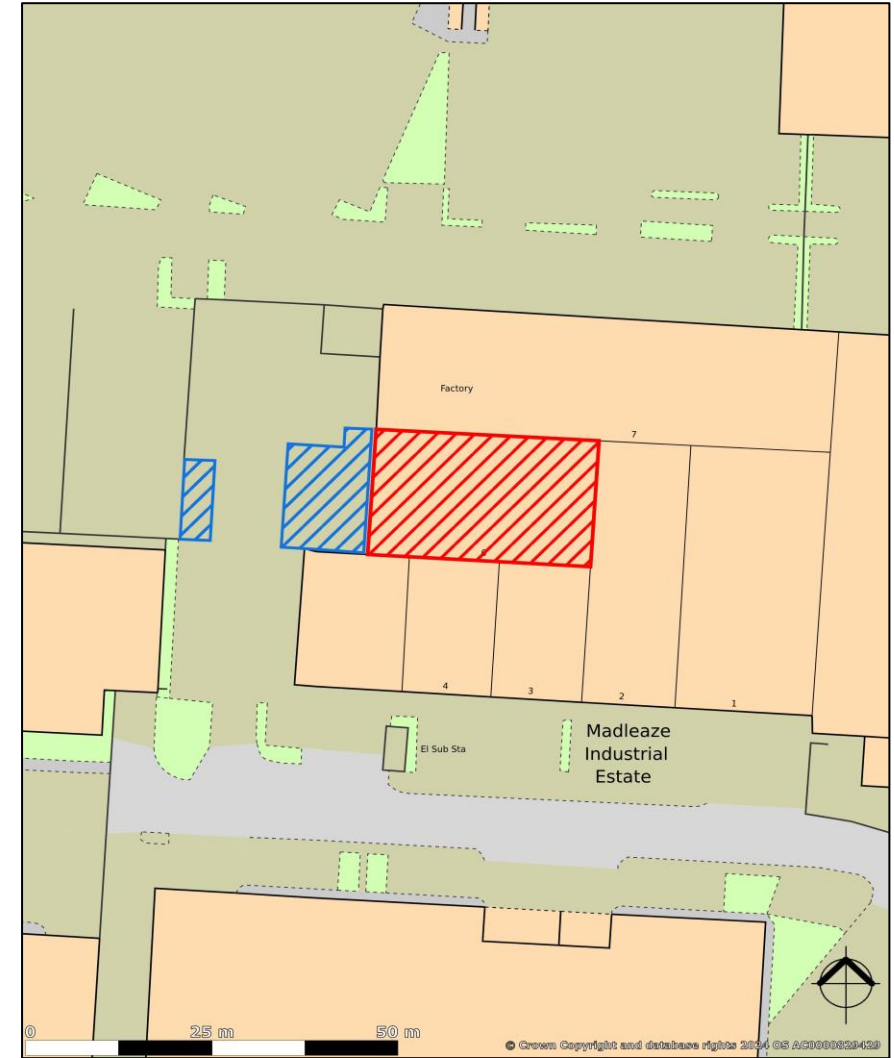 Factory
7
6
4
3
2
1
El Sub Sta
Madleaze
Industrial
Estate
0
25 m
50 m
© Crown Copyright and database rights 2024 OS AC0000829429